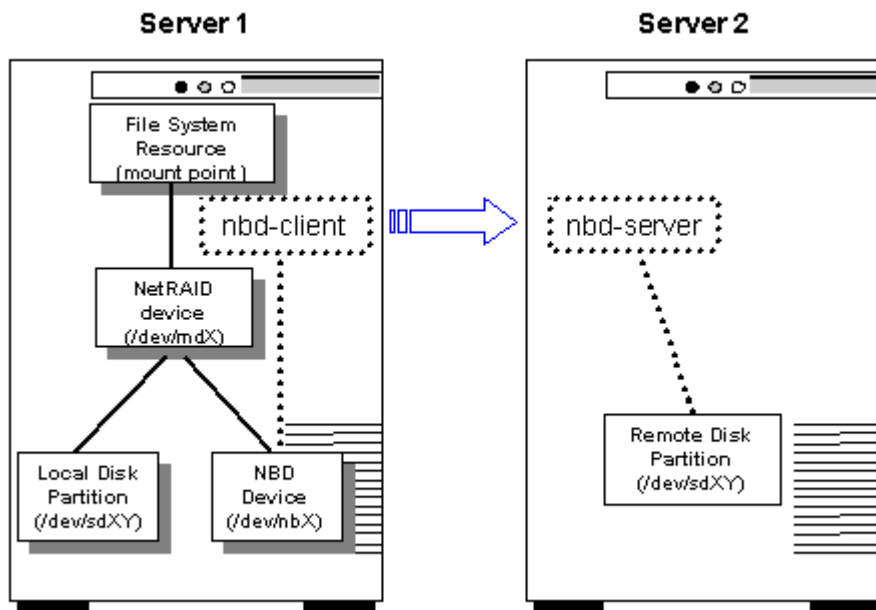 Server 1
Server 2
File System
Resource
(mount point)
nbd-client
nbd-server
NetRAID
device
(/dev/mdX)
Local Disk
Partition
(/dev/sdXY)
NBD
Device
(/dev/nbX)
Remote Disk
Partition
(/dev/sdXY)